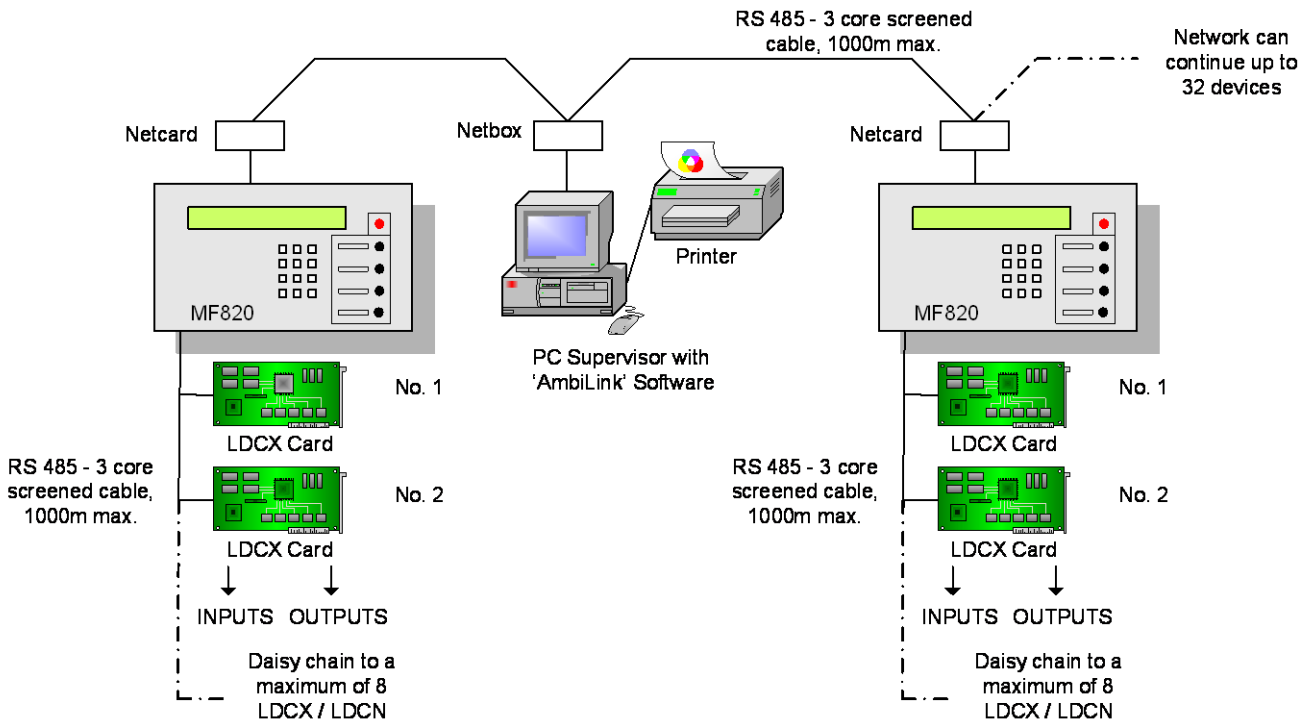 RS 485 - 3 core screened
cable, 1000m max.
Network can
continue up to
32 devices
Netcard
Netbox
Netcard
MF820
Printer
MF820
PC Supervisor with
‘AmbiLink’ Software
No. 1
LDCX Card
No. 1
LDCX Card
RS 485 - 3 core
screened cable,
1000m max.
No. 2
LDCX Card
RS 485 - 3 core
screened cable,
1000m max.
No. 2
LDCX Card
INPUTS OUTPUTS
INPUTS OUTPUTS
Daisy chain to a
maximum of 8
LDCX / LDCN
Daisy chain to a
maximum of 8
LDCX / LDCN